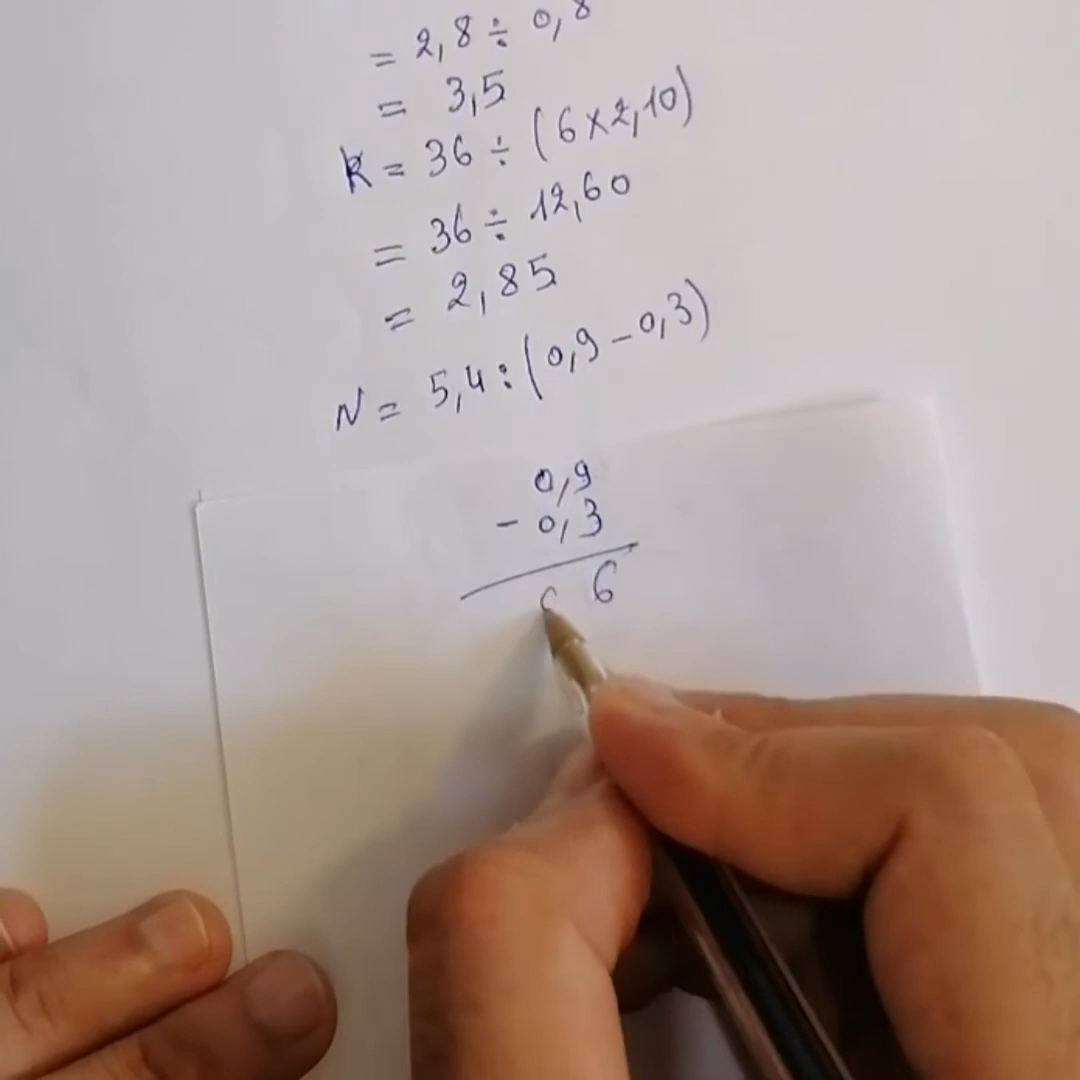 = 2,8 ÷ 0,8
= 3,5
K = 36 ÷ (6 × 2,10)
= 36 ÷ 12,60
= 2,85
N = 5,4 : (0,9 - 0,3)
0,9
- 0,3
6